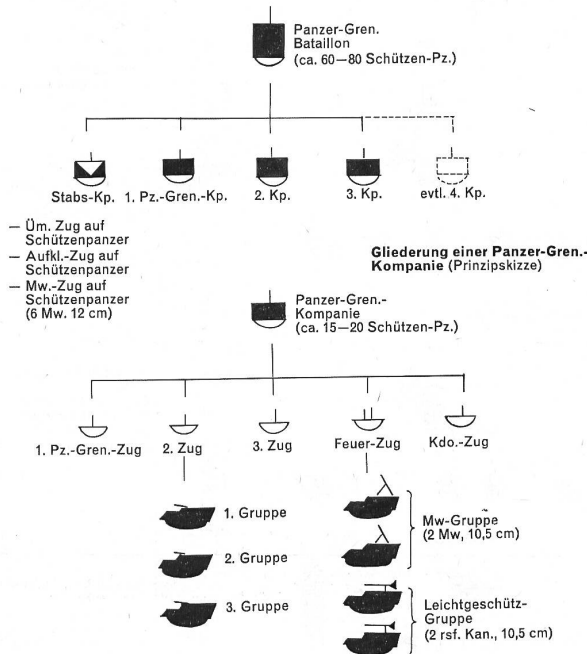 Panzer-Gren.
Bataillon
(ca. 60—80 Schützen-Pz.)
Stabs-Kp.
1. Pz.-Gren.-Kp.
2. Kp.
3. Kp.
evtl. 4. Kp.
— Üm. Zug auf
Schützenpanzer
— Aufkl.-Zug auf
Schützenpanzer
— Mw.-Zug auf
Schützenpanzer
(6 Mw. 12 cm)
Gliederung einer Panzer-Gren.-
Kompanie (Prinzipskizze)
Panzer-Gren.-
Kompanie
(ca. 15—20 Schützen-Pz.)
1. Pz.-Gren.-Zug
2. Zug
3. Zug
Feuer-Zug
Kdo.-Zug
1. Gruppe
2. Gruppe
3. Gruppe
Mw-Gruppe
(2 Mw, 10,5 cm)
Leichtgeschütz-
Gruppe
(2 rsf. Kan., 10,5 cm)